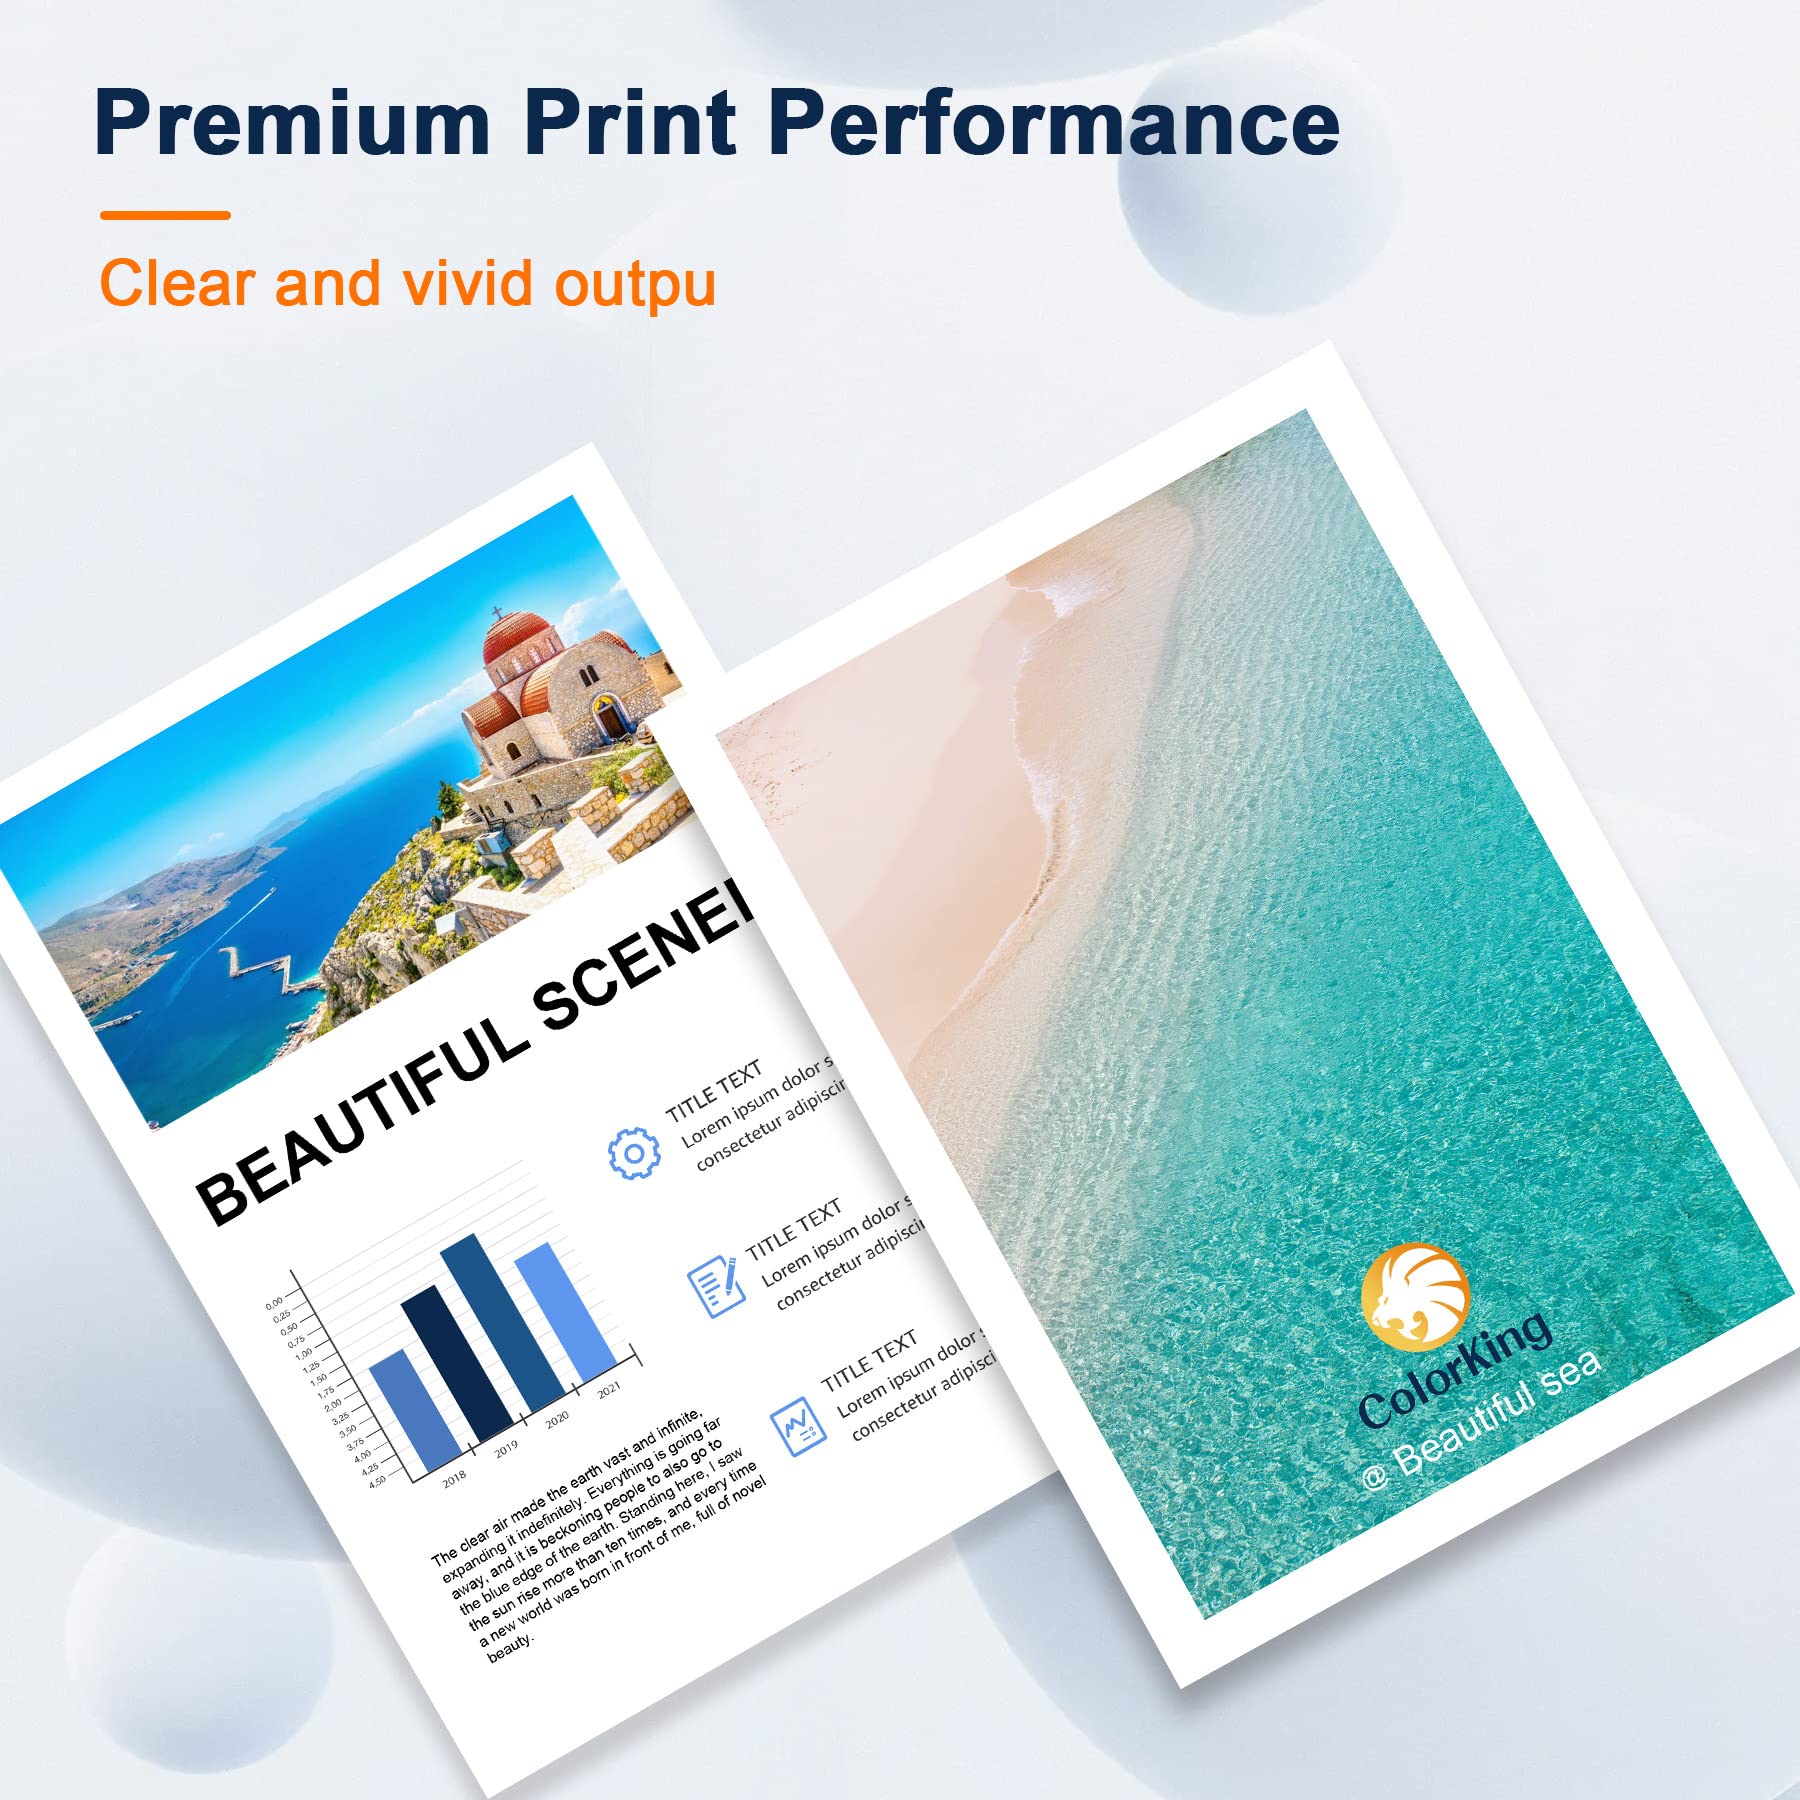 Premium Print Performance
Clear and vivid outpu
BEAUTIFUL SCENE
TITLE TEXT
Lorem ipsum dolor s
consectetur adipiscin
TITLE TEXT
Lorem ipsum dolor s
consectetur adipiscin
TITLE TEXT
Lorem ipsum dolor s
consectetur adipisci
0.00
0.25
0.50
0.75
1.00
1.25
1.50
1.75
2.00
3.25
3.50
3.75
4.00
4.25
4.50
2018
2019
2020
2021
The clear air made the earth vast and infinite,
expanding it indefinitely. Everything is going far
away, and it is beckoning people to also go to
the blue edge of the earth. Standing here, I saw
the sun rise more than ten times, and every time
a new world was born in front of me, full of novel
beauty.
ColorKing
@ Beautiful sea